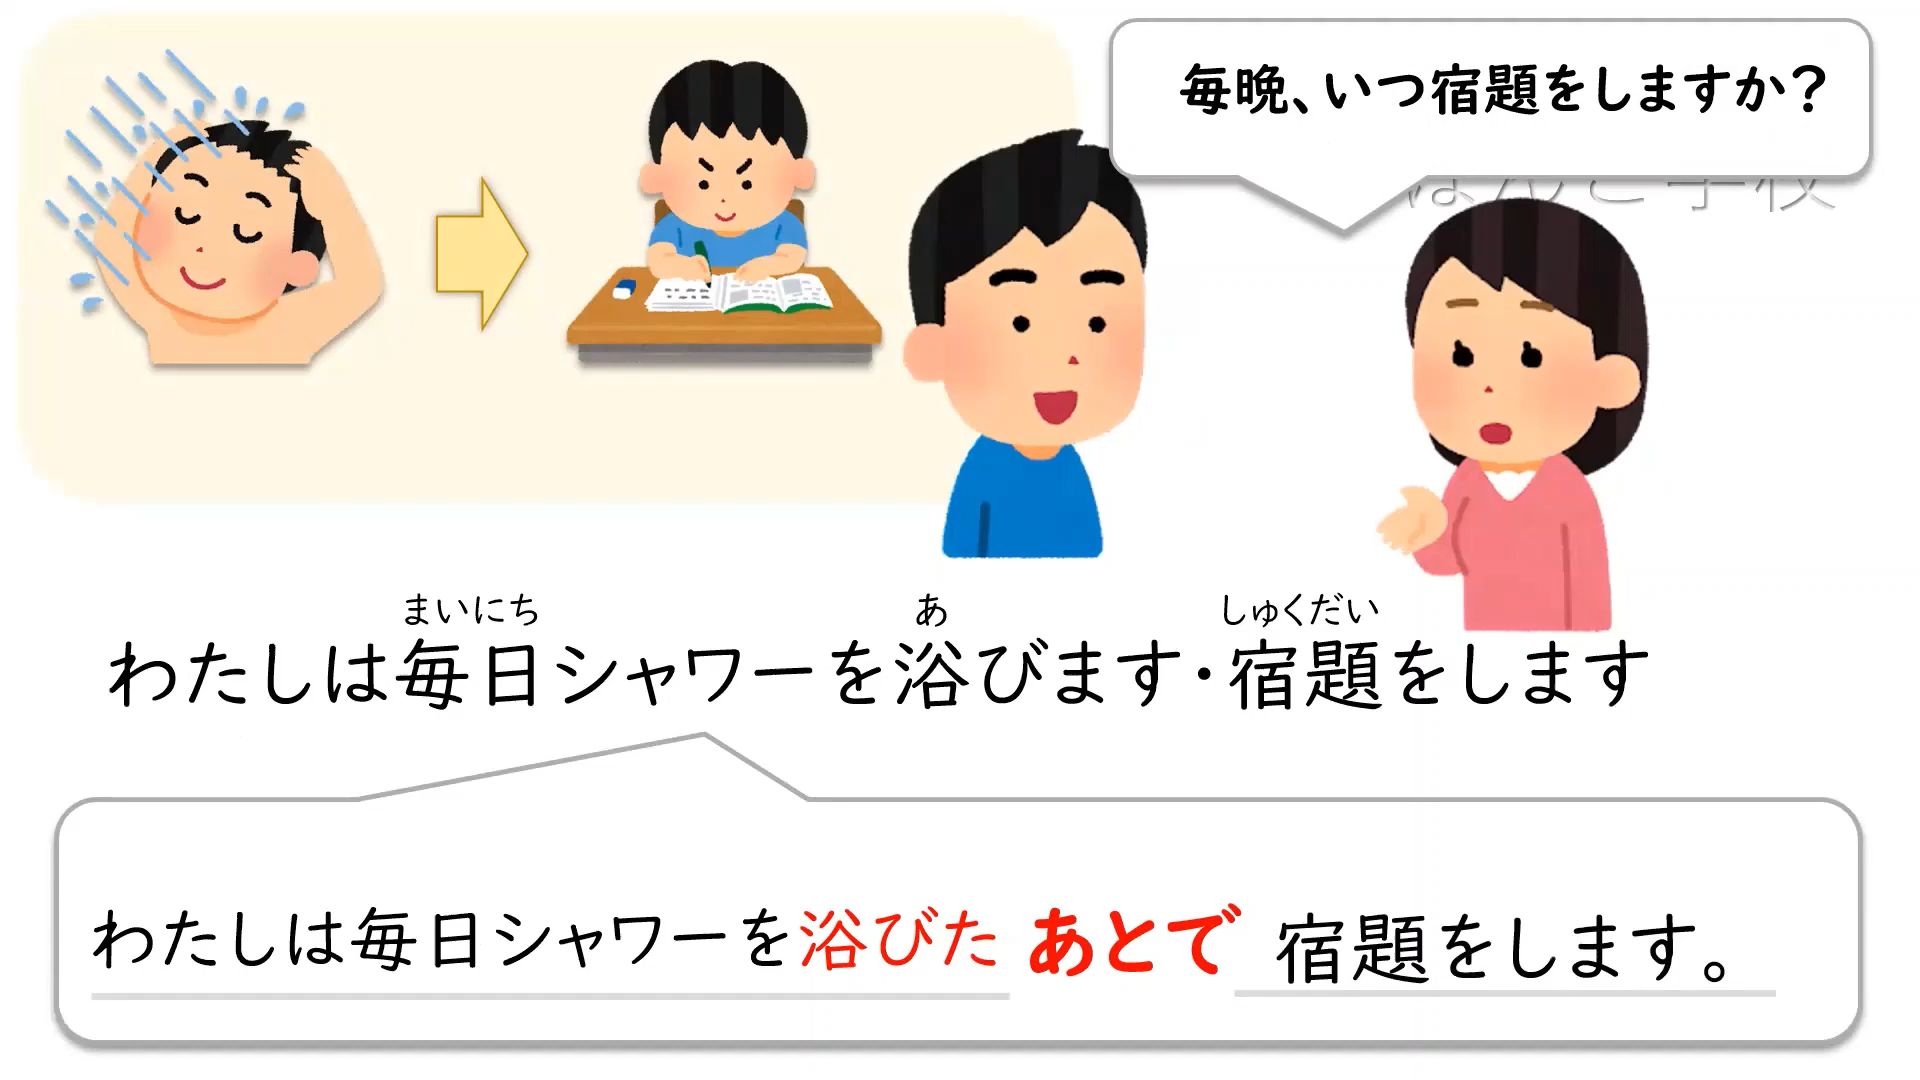 毎晩、いつ宿題をしますか?
まいにち あ しゅくだい
わたしは毎日シャワーを浴びます・宿題をします
わたしは毎日シャワーを浴びた あとで 宿題をします。